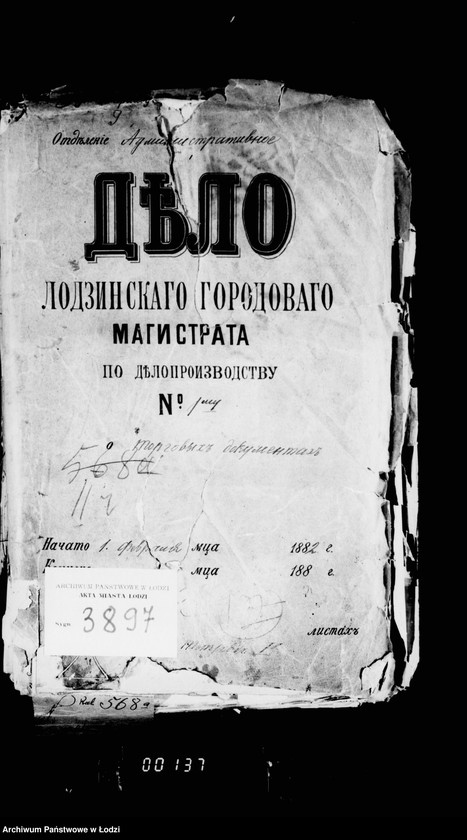 9
Отдѣленіе Административное
ДѢЛО
ЛОДЗИНСКАГО ГОРОДОВАГО
МАГИСТРАТА
ПО ДѢЛОПРОИЗВОДСТВУ
№
о торговыхъ документахъ
Начато 1. февраля мца 1882 г.
мца 188 г.
ARCHIWUM PAŃSTWOWE W ŁODZI
AKTA MIASTA ŁODZI
3897
листахъ
568a
00137
Archiwum Państwowe w Łodzi